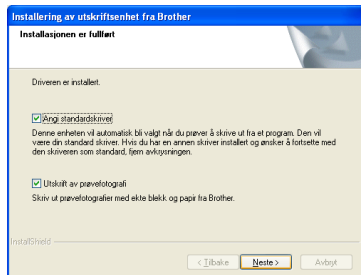 Installering av utskriftsenhet fra Brother
Installasjonen er fullført
Driveren er installert.
Angi standardskriver
Denne enheten vil automatisk bli valgt når du prøver å skrive ut fra et program. Den vil
være din standard skriver. Hvis du har en annen skriver installert og ønsker å fortsette med
den skriveren som standard, fjern avkrysningen.
Utskrift av prøvefotografi
Skriv ut prøvefotografier med ekte blekk og papir fra Brother.
InstallShield
< Tilbake Neste > Avbryt